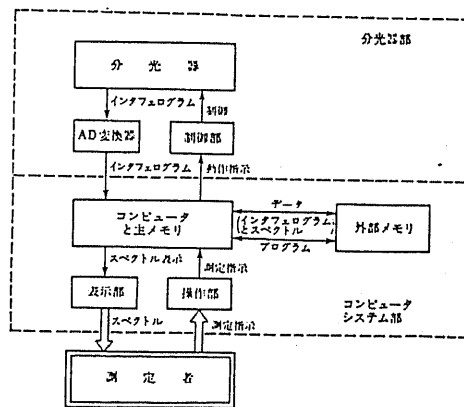 分光器部
分光器
インタフェログラム
制御
AD変換器
制御部
インタフェログラム
動作指示
コンピュータ
と主メモリ
データ
(インタフェログラム、
とスペクトル)
プログラム
外部メモリ
スペクトル表示
測定指示
表示部
操作部
コンピュータ
システム部
スペクトル
測定指示
測定者